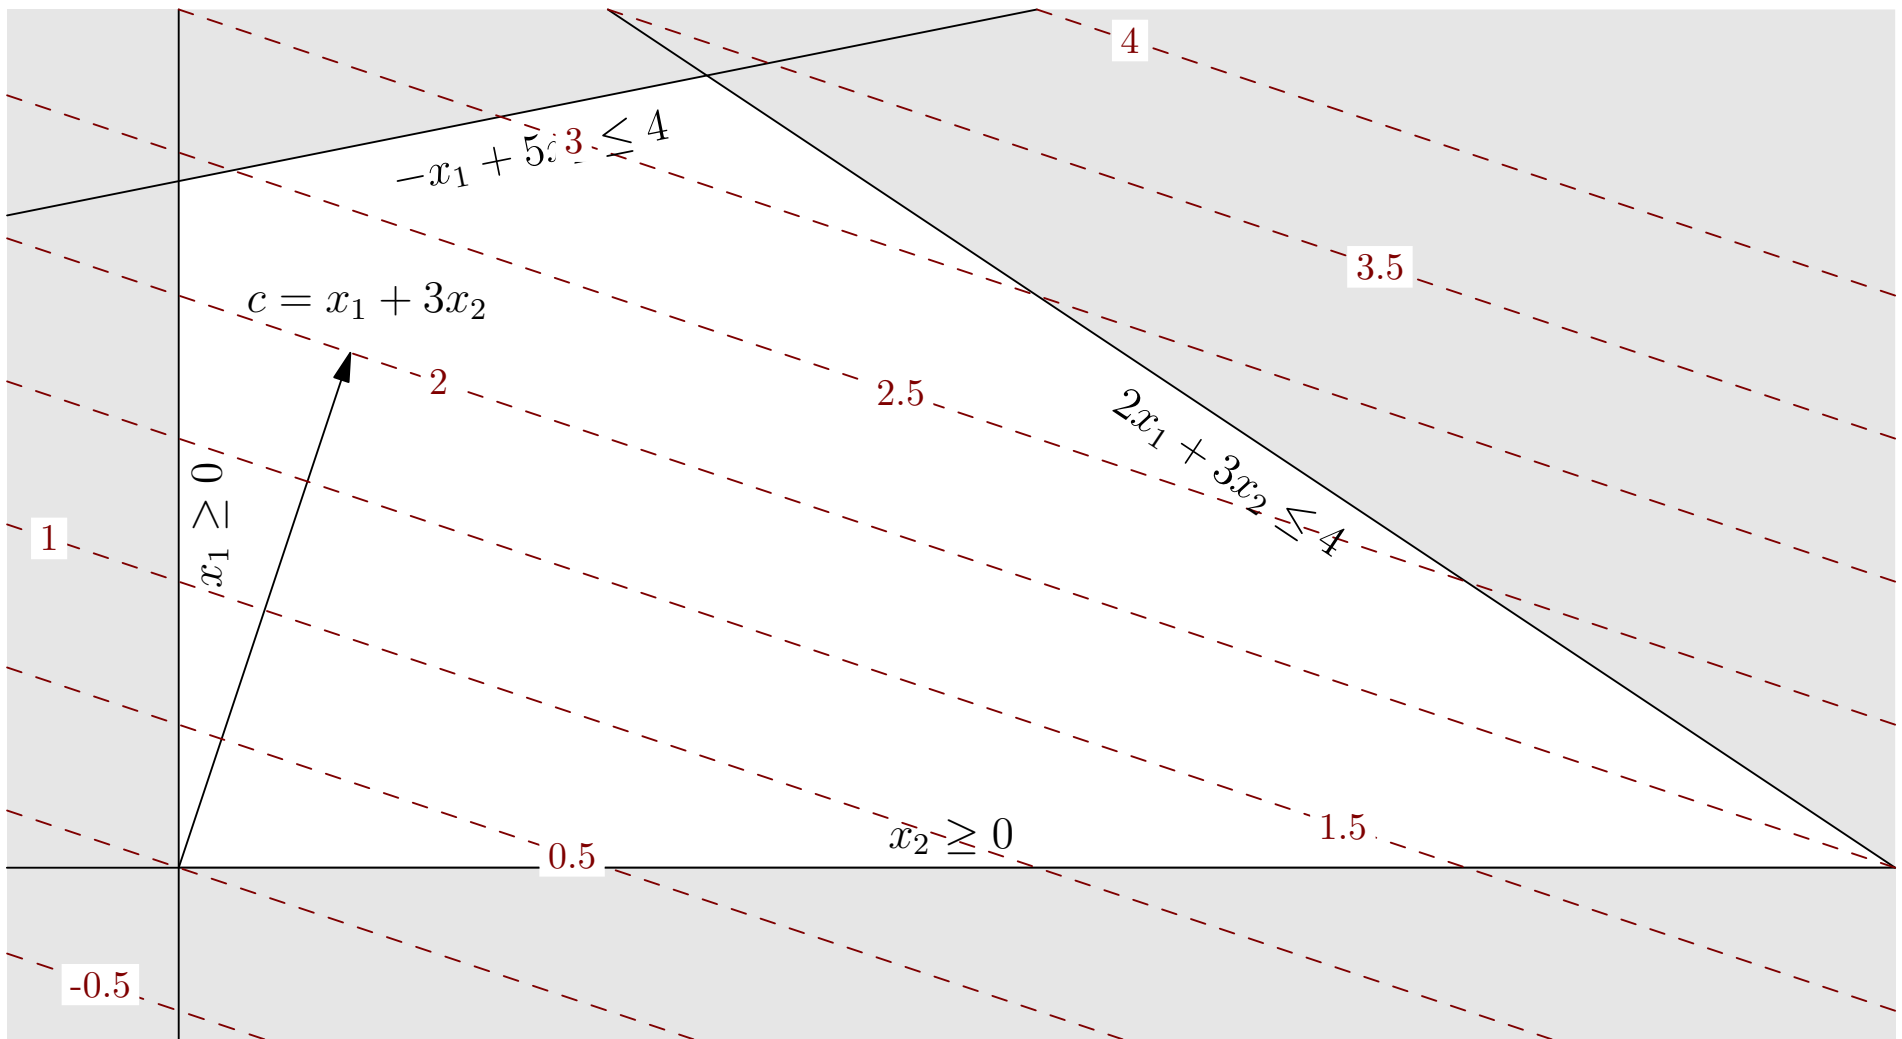 4
−x₁ + 5x
3
≤ 4
3.5
c = x₁ + 3x₂
2
2.5
2x₁ + 3x₂ ≤ 4
x₁ ≥ 0
1
1.5
x₂ ≥ 0
0.5
-0.5